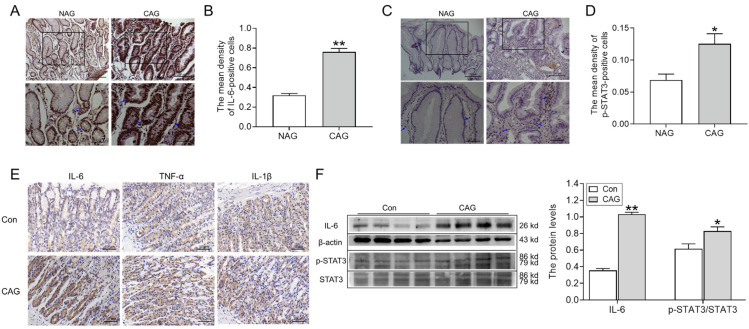 A
NAG
CAG
B
The mean density
of IL-6-positive cells
1.0
0.8
0.6
0.4
0.2
0.0
**
NAG
CAG
C
NAG
CAG
D
The mean density of
p-STAT3-positive cells
0.15
0.10
0.05
0.00
*
NAG
CAG
E
IL-6
TNF-α
IL-1β
Con
CAG
F
Con
CAG
IL-6
26 kd
β-actin
43 kd
p-STAT3
86 kd
79 kd
STAT3
86 kd
79 kd
The protein levels
1.4
1.2
1.0
0.8
0.6
0.4
0.2
0.0
Con
CAG
**
*
IL-6
p-STAT3/STAT3